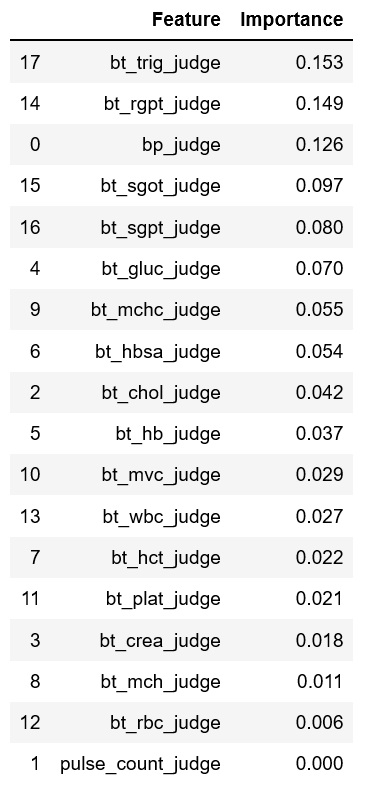 Feature Importance
17 bt_trig_judge 0.153
14 bt_rgpt_judge 0.149
0 bp_judge 0.126
15 bt_sgot_judge 0.097
16 bt_sgpt_judge 0.080
4 bt_gluc_judge 0.070
9 bt_mchc_judge 0.055
6 bt_hbsa_judge 0.054
2 bt_chol_judge 0.042
5 bt_hb_judge 0.037
10 bt_mvc_judge 0.029
13 bt_wbc_judge 0.027
7 bt_hct_judge 0.022
11 bt_plat_judge 0.021
3 bt_crea_judge 0.018
8 bt_mch_judge 0.011
12 bt_rbc_judge 0.006
1 pulse_count_judge 0.000